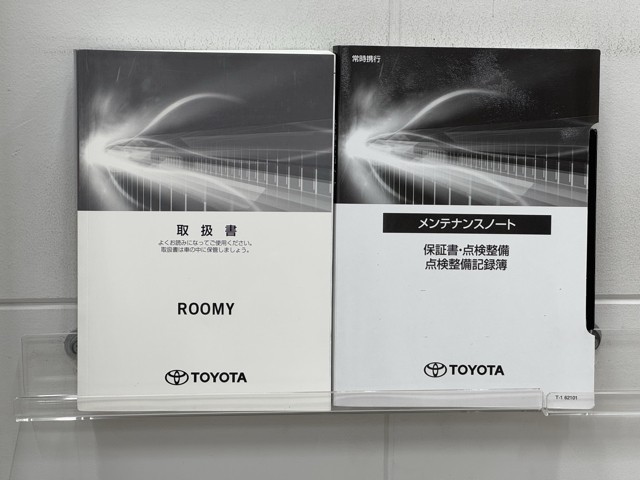 取扱書
よくお読みになってご使用ください。
取扱書は車の中に保管しましょう。
ROOMY
TOYOTA
常時携行
メンテナンスノート
保証書・点検整備
点検整備記録簿
TOYOTA
T-1 62101